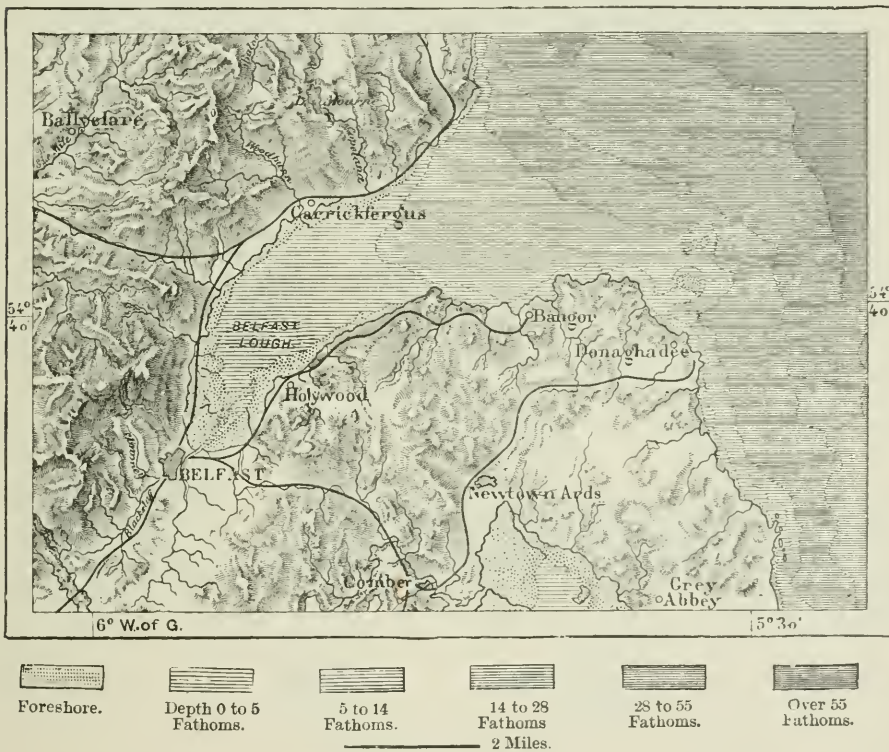 Ballyclare
Woodburn
Copeland
Carrickfergus
54°
40'
54°
40'
BELFAST
LOUGH
Bangor
Donaghadee
Holywood
BELFAST
Newtown Ards
Comber
Grey
Abbey
6° W. of G.
5°30'
Foreshore.
Depth 0 to 5
Fathoms.
5 to 14
Fathoms.
14 to 28
Fathoms
28 to 55
Fathoms.
Over 55
Fathoms.
2 Miles.